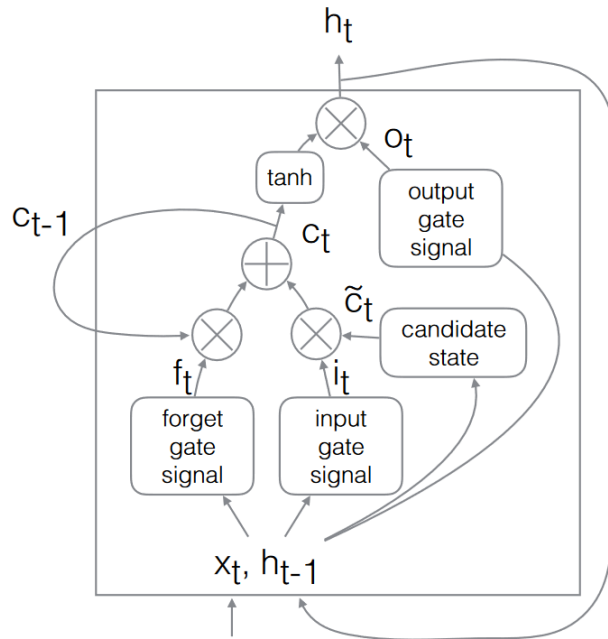 h_t
o_t
tanh
output
gate
signal
c_{t-1}
c_t
c̃_t
candidate
state
f_t
i_t
forget
gate
signal
input
gate
signal
x_t, h_{t-1}